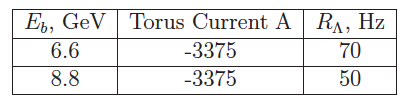 E_b, GeV Torus Current A R_Λ, Hz
6.6 -3375 70
8.8 -3375 50